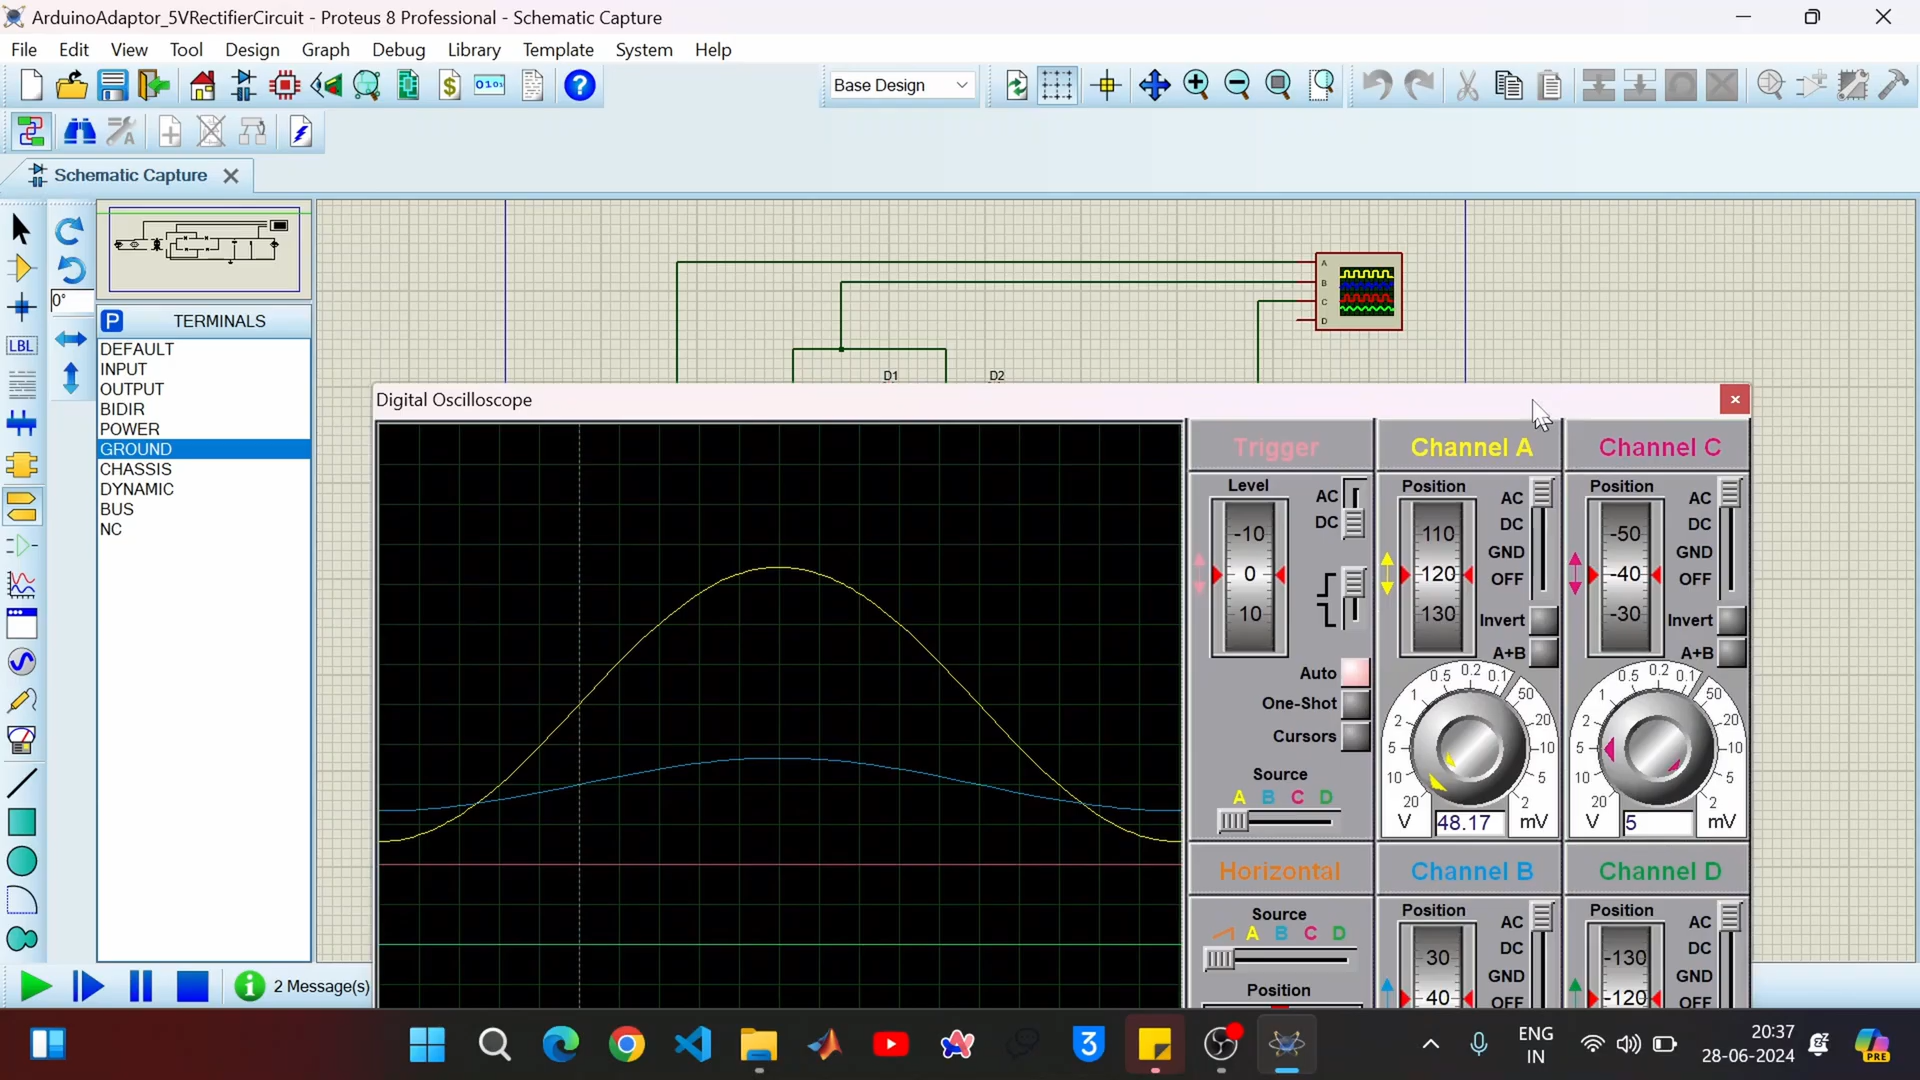 ArduinoAdaptor_5VRectifierCircuit - Proteus 8 Professional - Schematic Capture
File Edit View Tool Design Graph Debug Library Template System Help
$ 0101 ? Base Design
A
Schematic Capture
0°
P TERMINALS
LBL
DEFAULT
INPUT
OUTPUT
BIDIR
POWER
GROUND
CHASSIS
DYNAMIC
BUS
NC
A
B
C
D
D1 D2
Digital Oscilloscope
Trigger
Level
AC
DC
-10
0
10
Auto
One-Shot
Cursors
Source
A B C D
Channel A
Position
AC
DC
GND
OFF
110
120
130
Invert
A+B
0.5 0.2 0.1
1 50
2 20
5 10
10 5
20 2
V 48.17 mV
Channel C
Position
AC
DC
GND
OFF
-50
-40
-30
Invert
A+B
0.5 0.2 0.1
1 50
2 20
5 10
10 5
20 2
V 5 mV
Horizontal
Source
A B C D
Position
Channel B
Position
AC
DC
GND
OFF
30
40
Channel D
Position
AC
DC
GND
OFF
-130
-120
2 Message(s)
3
ENG
IN
20:37
28-06-2024
PRE